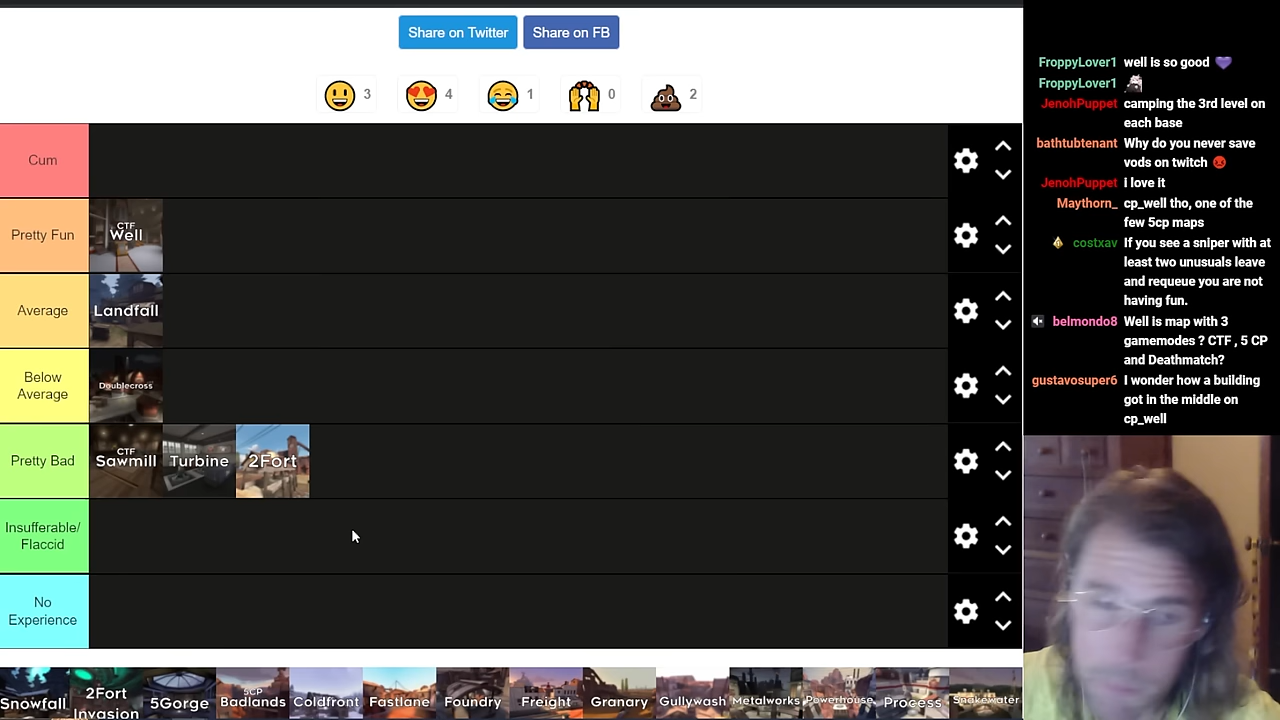 Share on Twitter
Share on FB
3
4
1
0
2
Cum
Pretty Fun
CTF
Well
Average
Landfall
Below
Average
Doublecross
Pretty Bad
CTF
Sawmill
Turbine
2Fort
Insufferable/
Flaccid
No
Experience
Snowfall
2Fort
Invasion
5Gorge
5CP
Badlands
Coldfront
Fastlane
Foundry
Freight
Granary
Gullywash
Metalworks
Powerhouse
Process
Snakewater
FroppyLover1 well is so good
FroppyLover1
JenohPuppet camping the 3rd level on
each base
bathtubtenant Why do you never save
vods on twitch
JenohPuppet i love it
Maythorn_ cp_well tho, one of the
few 5cp maps
costxav If you see a sniper with at
least two unusuals leave
and requeue you are not
having fun.
belmondo8 Well is map with 3
gamemodes ? CTF , 5 CP
and Deathmatch?
gustavosuper6 I wonder how a building
got in the middle on
cp_well